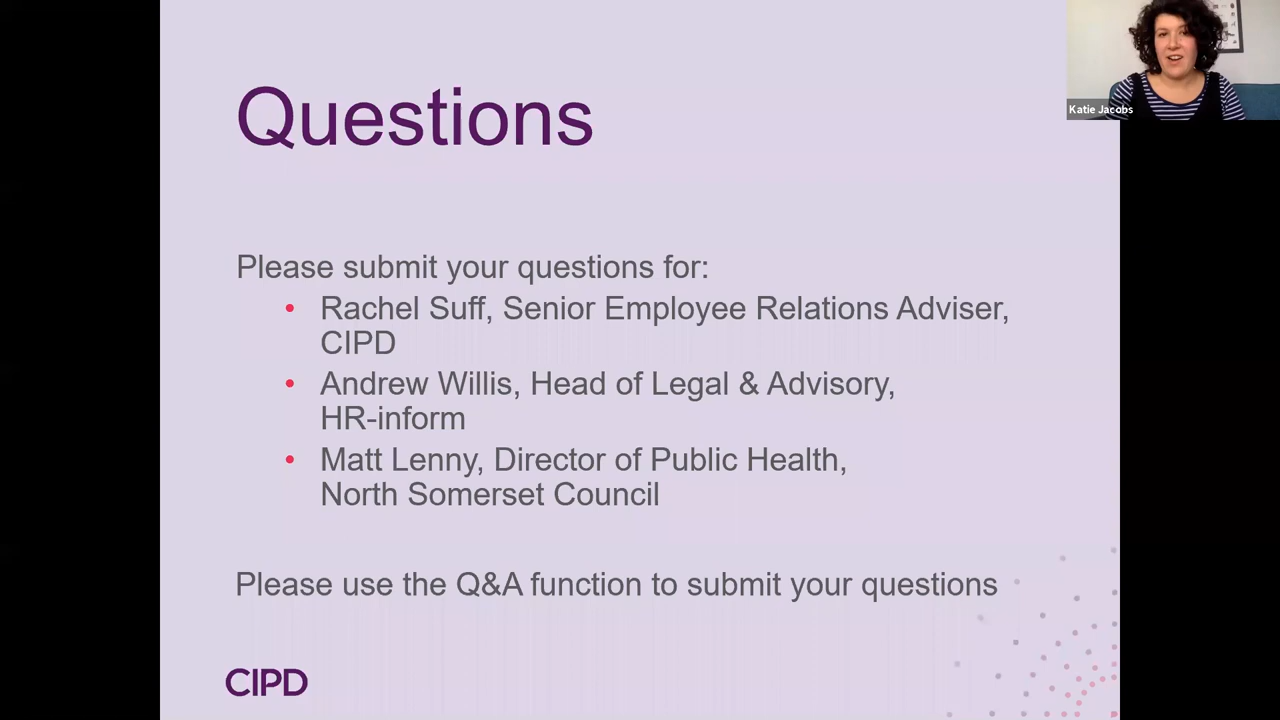 Questions
Katie Jacobs
Please submit your questions for:
• Rachel Suff, Senior Employee Relations Adviser,
CIPD
• Andrew Willis, Head of Legal & Advisory,
HR-inform
• Matt Lenny, Director of Public Health,
North Somerset Council
Please use the Q&A function to submit your questions
CIPD